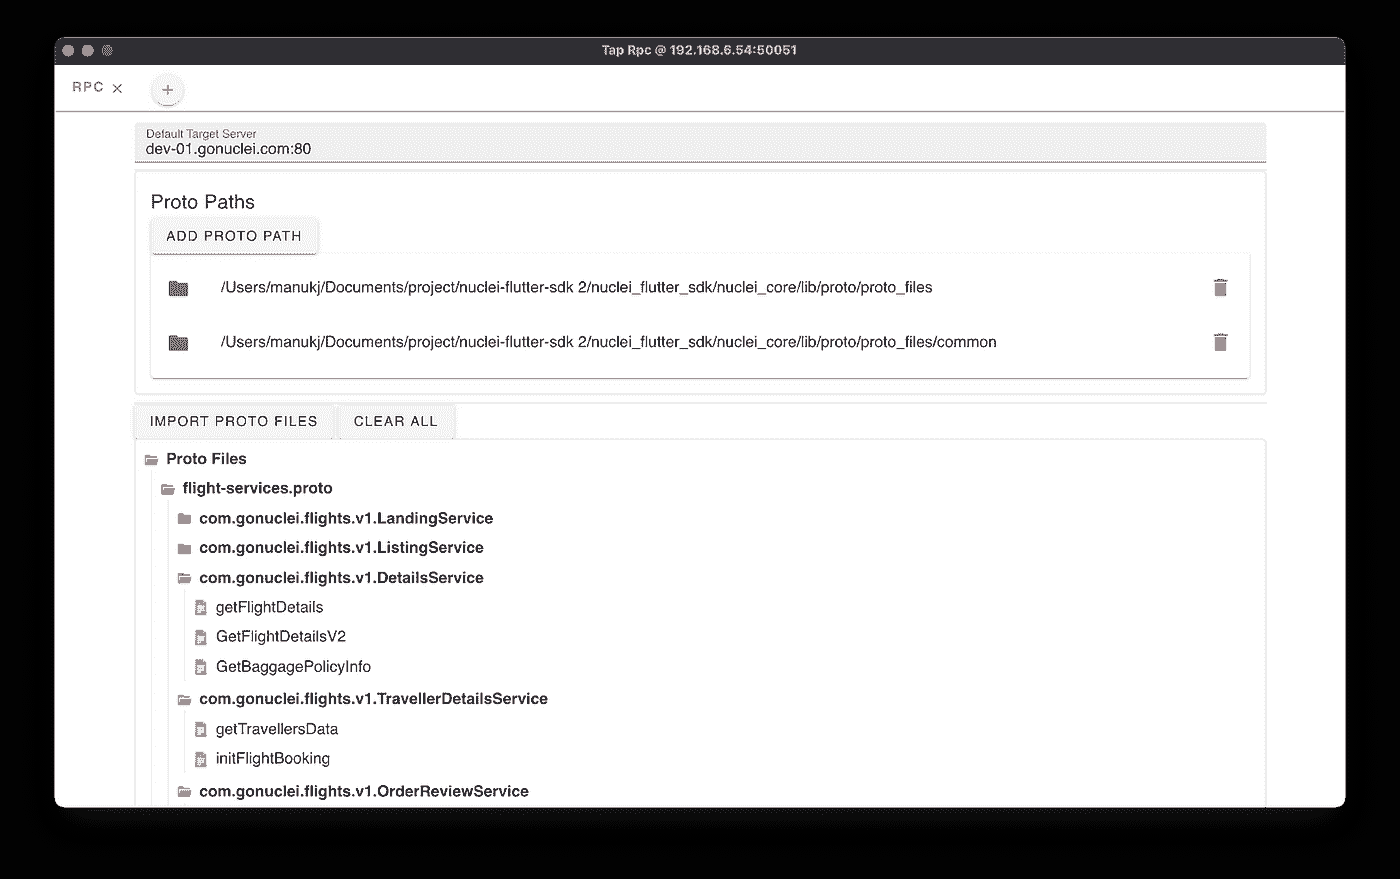 Tap Rpc @ 192.168.6.54:50051
RPC
Default Target Server
dev-01.gonuclei.com:80
Proto Paths
ADD PROTO PATH
/Users/manukj/Documents/project/nuclei-flutter-sdk 2/nuclei_flutter_sdk/nuclei_core/lib/proto/proto_files
/Users/manukj/Documents/project/nuclei-flutter-sdk 2/nuclei_flutter_sdk/nuclei_core/lib/proto/proto_files/common
IMPORT PROTO FILES CLEAR ALL
Proto Files
flight-services.proto
com.gonuclei.flights.v1.LandingService
com.gonuclei.flights.v1.ListingService
com.gonuclei.flights.v1.DetailsService
getFlightDetails
GetFlightDetailsV2
GetBaggagePolicyInfo
com.gonuclei.flights.v1.TravellerDetailsService
getTravellersData
initFlightBooking
com.gonuclei.flights.v1.OrderReviewService